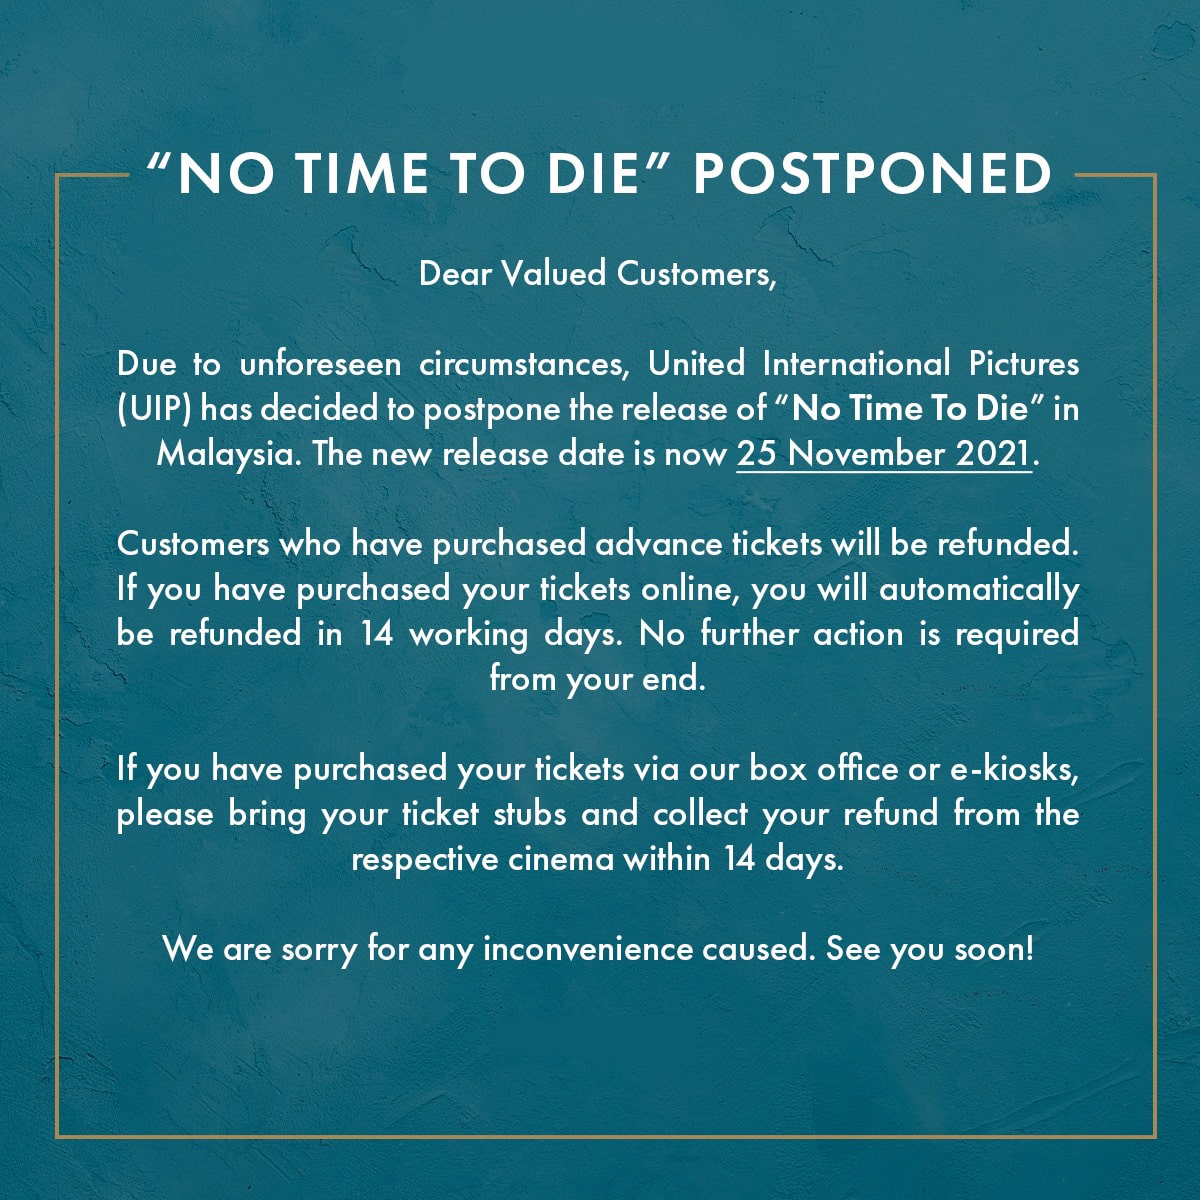 “NO TIME TO DIE” POSTPONED
Dear Valued Customers,
Due to unforeseen circumstances, United International Pictures
(UIP) has decided to postpone the release of “No Time To Die” in
Malaysia. The new release date is now 25 November 2021.
Customers who have purchased advance tickets will be refunded.
If you have purchased your tickets online, you will automatically
be refunded in 14 working days. No further action is required
from your end.
If you have purchased your tickets via our box office or e-kiosks,
please bring your ticket stubs and collect your refund from the
respective cinema within 14 days.
We are sorry for any inconvenience caused. See you soon!